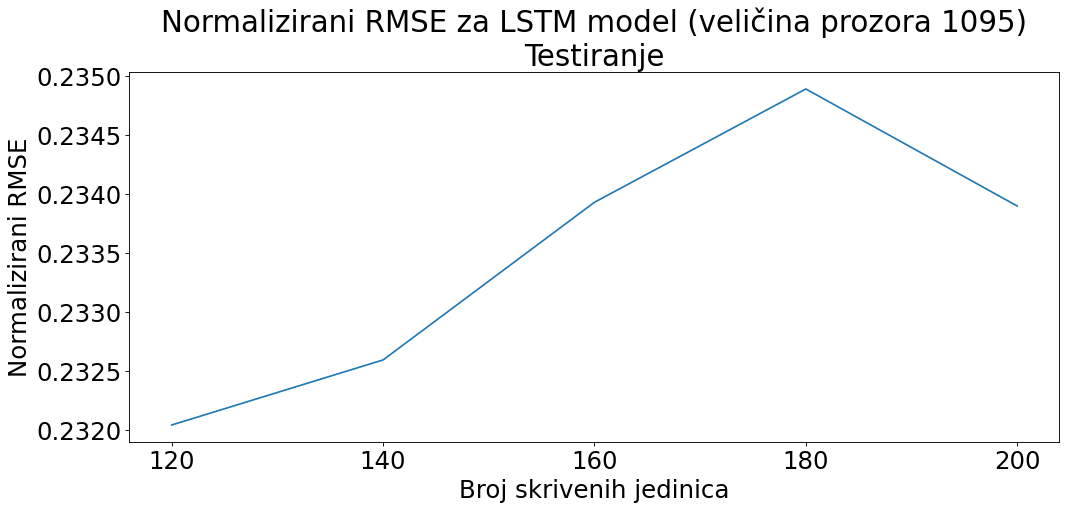 Normalizirani RMSE za LSTM model (veličina prozora 1095)
Testiranje
0.2350
0.2345
0.2340
0.2335
0.2330
0.2325
0.2320
Normalizirani RMSE
120 140 160 180 200
Broj skrivenih jedinica